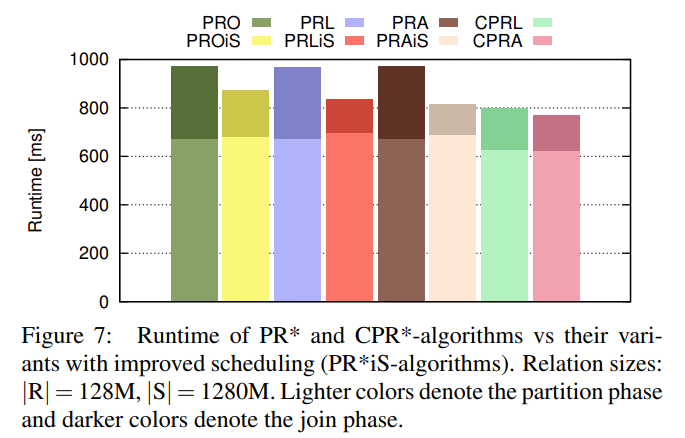 PRO PRL PRA CPRL
PROiS PRLiS PRAiS CPRA
1000
800
600
400
200
0
Runtime [ms]
Figure 7: Runtime of PR* and CPR*-algorithms vs their vari-
ants with improved scheduling (PR*iS-algorithms). Relation sizes:
|R| = 128M, |S| = 1280M. Lighter colors denote the partition phase
and darker colors denote the join phase.